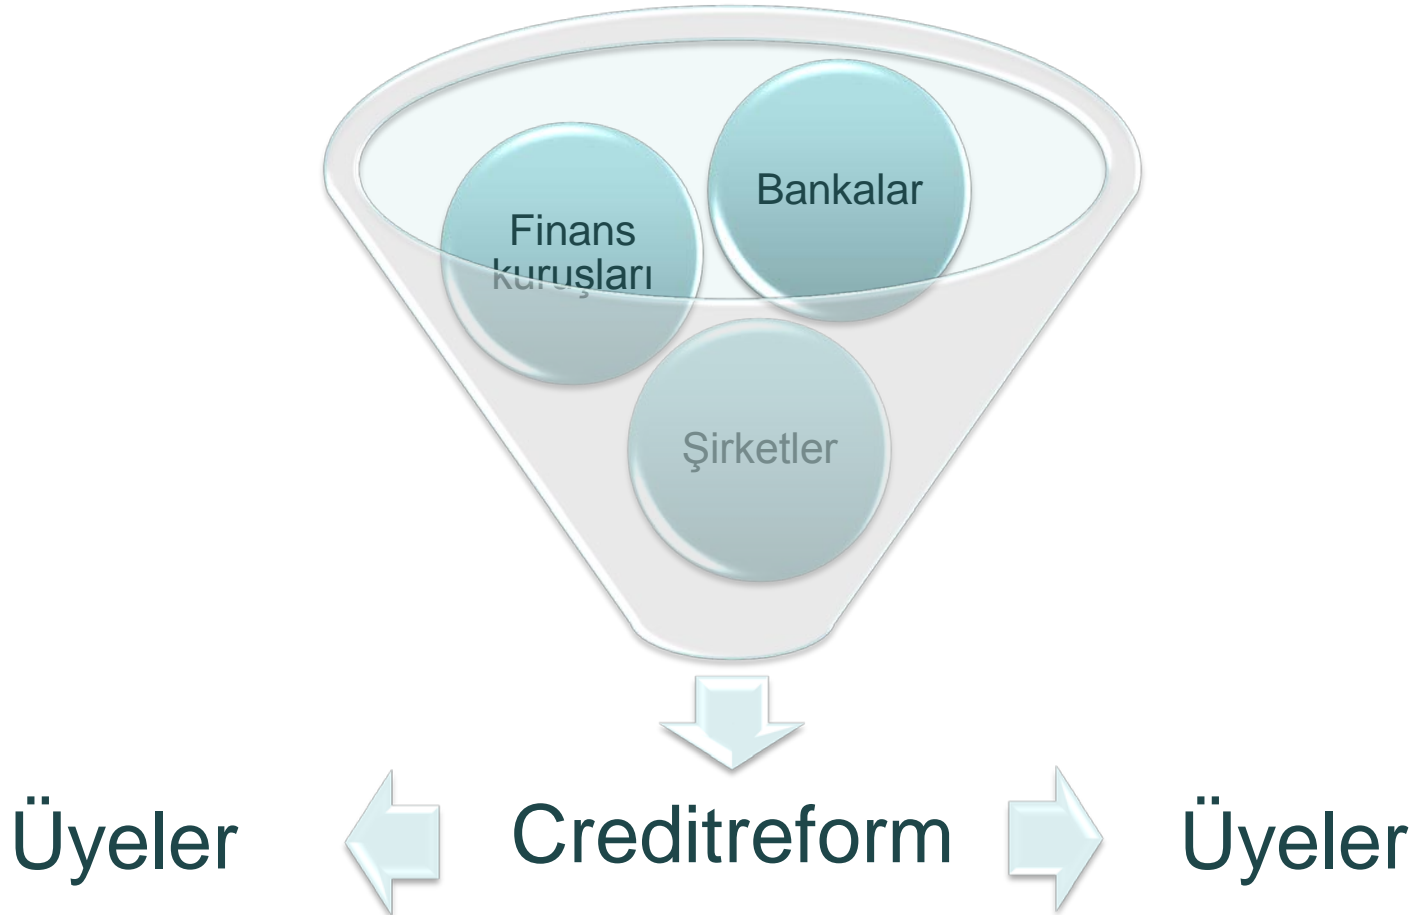 Bankalar
Finans
kuruşları
Şirketler
Üyeler
Creditreform
Üyeler